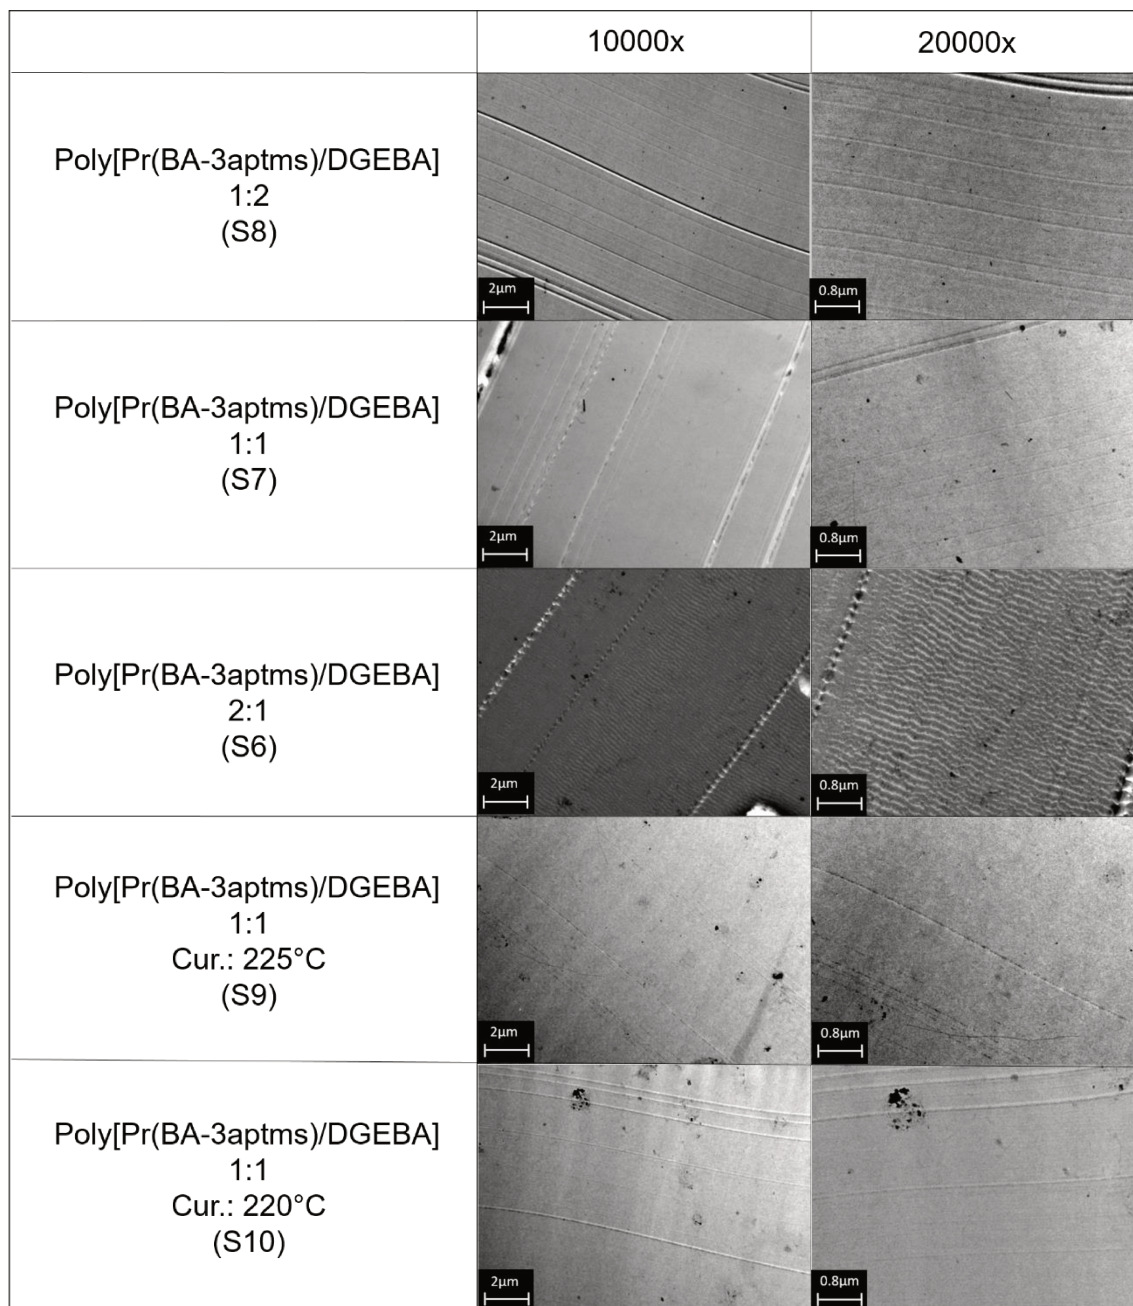 10000x
20000x
Poly[Pr(BA-3aptms)/DGEBA]
1:2
(S8)
2µm
0.8µm
Poly[Pr(BA-3aptms)/DGEBA]
1:1
(S7)
2µm
0.8µm
Poly[Pr(BA-3aptms)/DGEBA]
2:1
(S6)
2µm
0.8µm
Poly[Pr(BA-3aptms)/DGEBA]
1:1
Cur.: 225°C
(S9)
2µm
0.8µm
Poly[Pr(BA-3aptms)/DGEBA]
1:1
Cur.: 220°C
(S10)
2µm
0.8µm